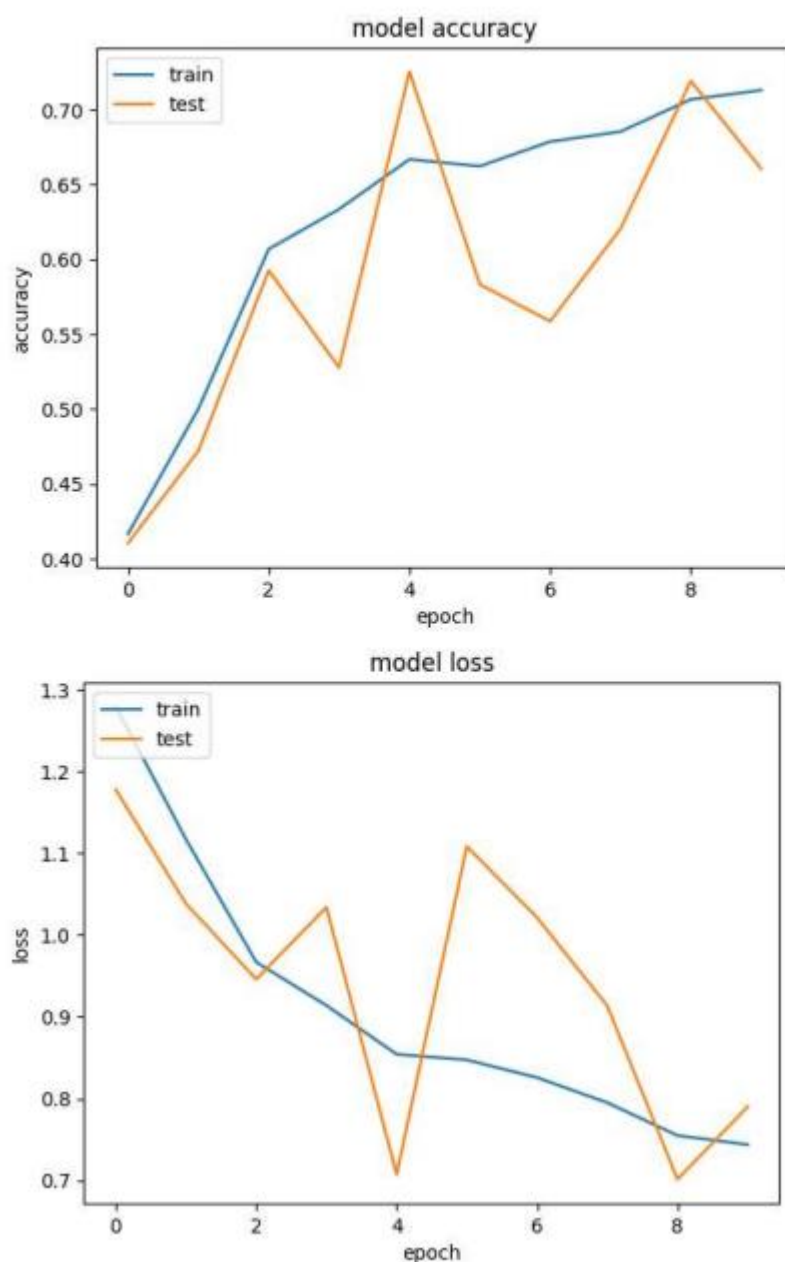 model accuracy
train
test
0.70
0.65
0.60
0.55
0.50
0.45
0.40
accuracy
0 2 4 6 8
epoch
model loss
1.3
train
test
1.2
1.1
1.0
0.9
0.8
0.7
loss
0 2 4 6 8
epoch